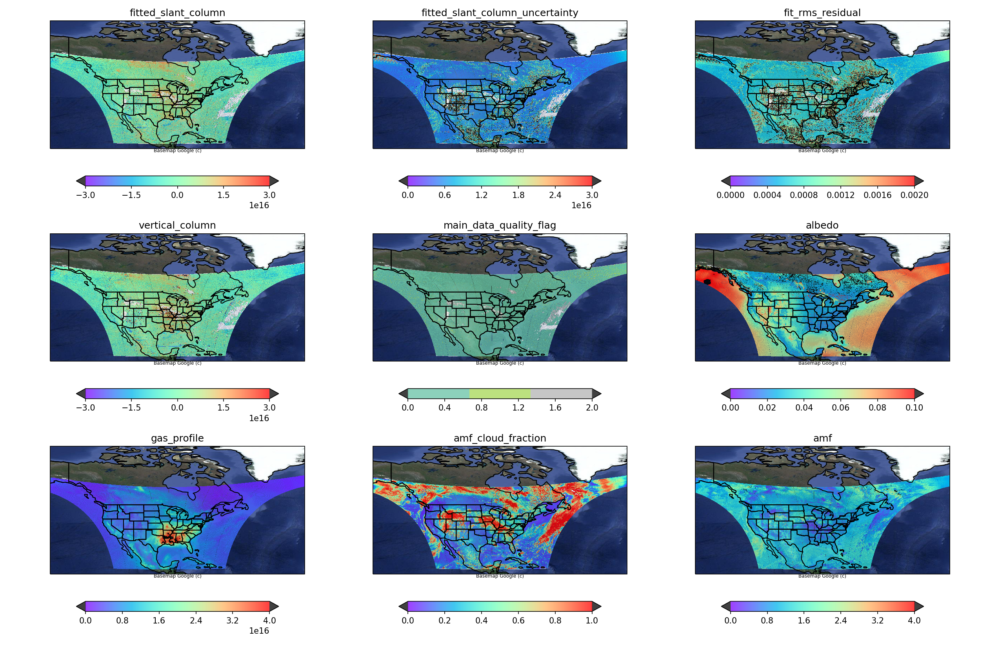 fitted_slant_column
fitted_slant_column_uncertainty
fit_rms_residual
Basemap Google (c)
Basemap Google (c)
Basemap Google (c)
−3.0 −1.5 0.0 1.5 3.0
1e16
0.0 0.6 1.2 1.8 2.4 3.0
1e16
0.0000 0.0004 0.0008 0.0012 0.0016 0.0020
vertical_column
main_data_quality_flag
albedo
Basemap Google (c)
Basemap Google (c)
Basemap Google (c)
−3.0 −1.5 0.0 1.5 3.0
1e16
0.0 0.4 0.8 1.2 1.6 2.0
0.00 0.02 0.04 0.06 0.08 0.10
gas_profile
amf_cloud_fraction
amf
Basemap Google (c)
Basemap Google (c)
Basemap Google (c)
0.0 0.8 1.6 2.4 3.2 4.0
1e16
0.0 0.2 0.4 0.6 0.8 1.0
0.0 0.8 1.6 2.4 3.2 4.0